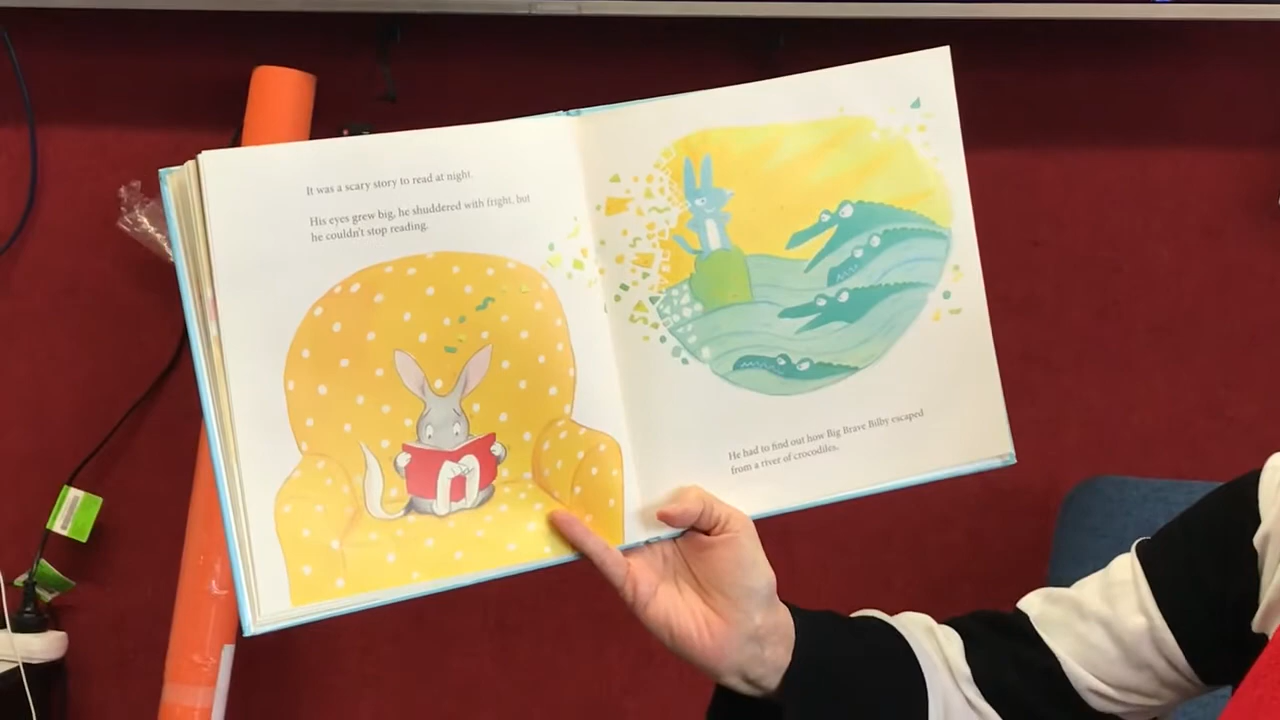 It was a scary story to read at night.
His eyes grew big, he shuddered with fright, but
he couldn't stop reading.
He had to find out how Big Brave Bilby escaped
from a river of crocodiles.